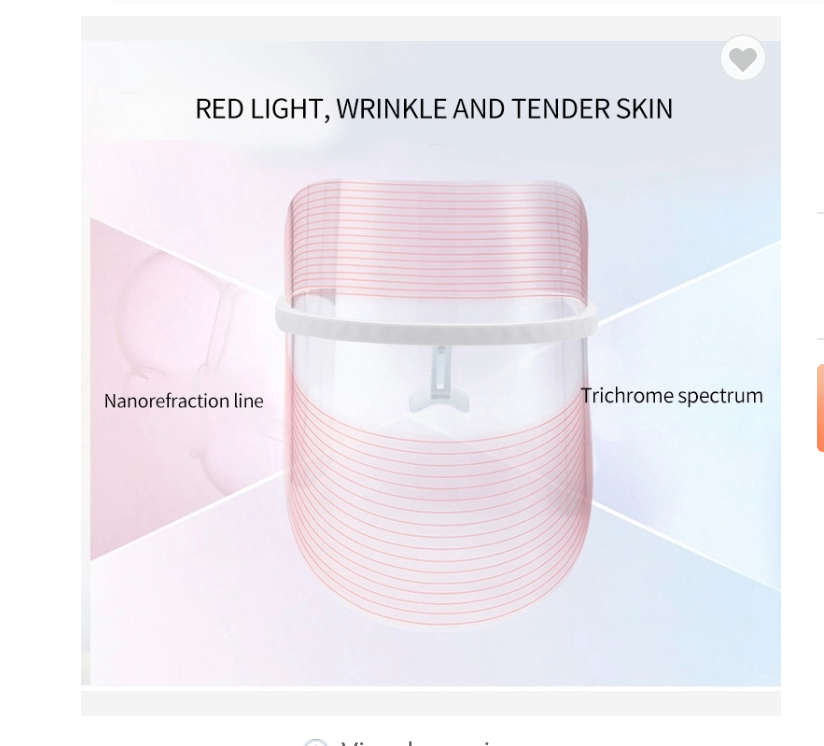 RED LIGHT, WRINKLE AND TENDER SKIN
Nanorefraction line
Trichrome spectrum